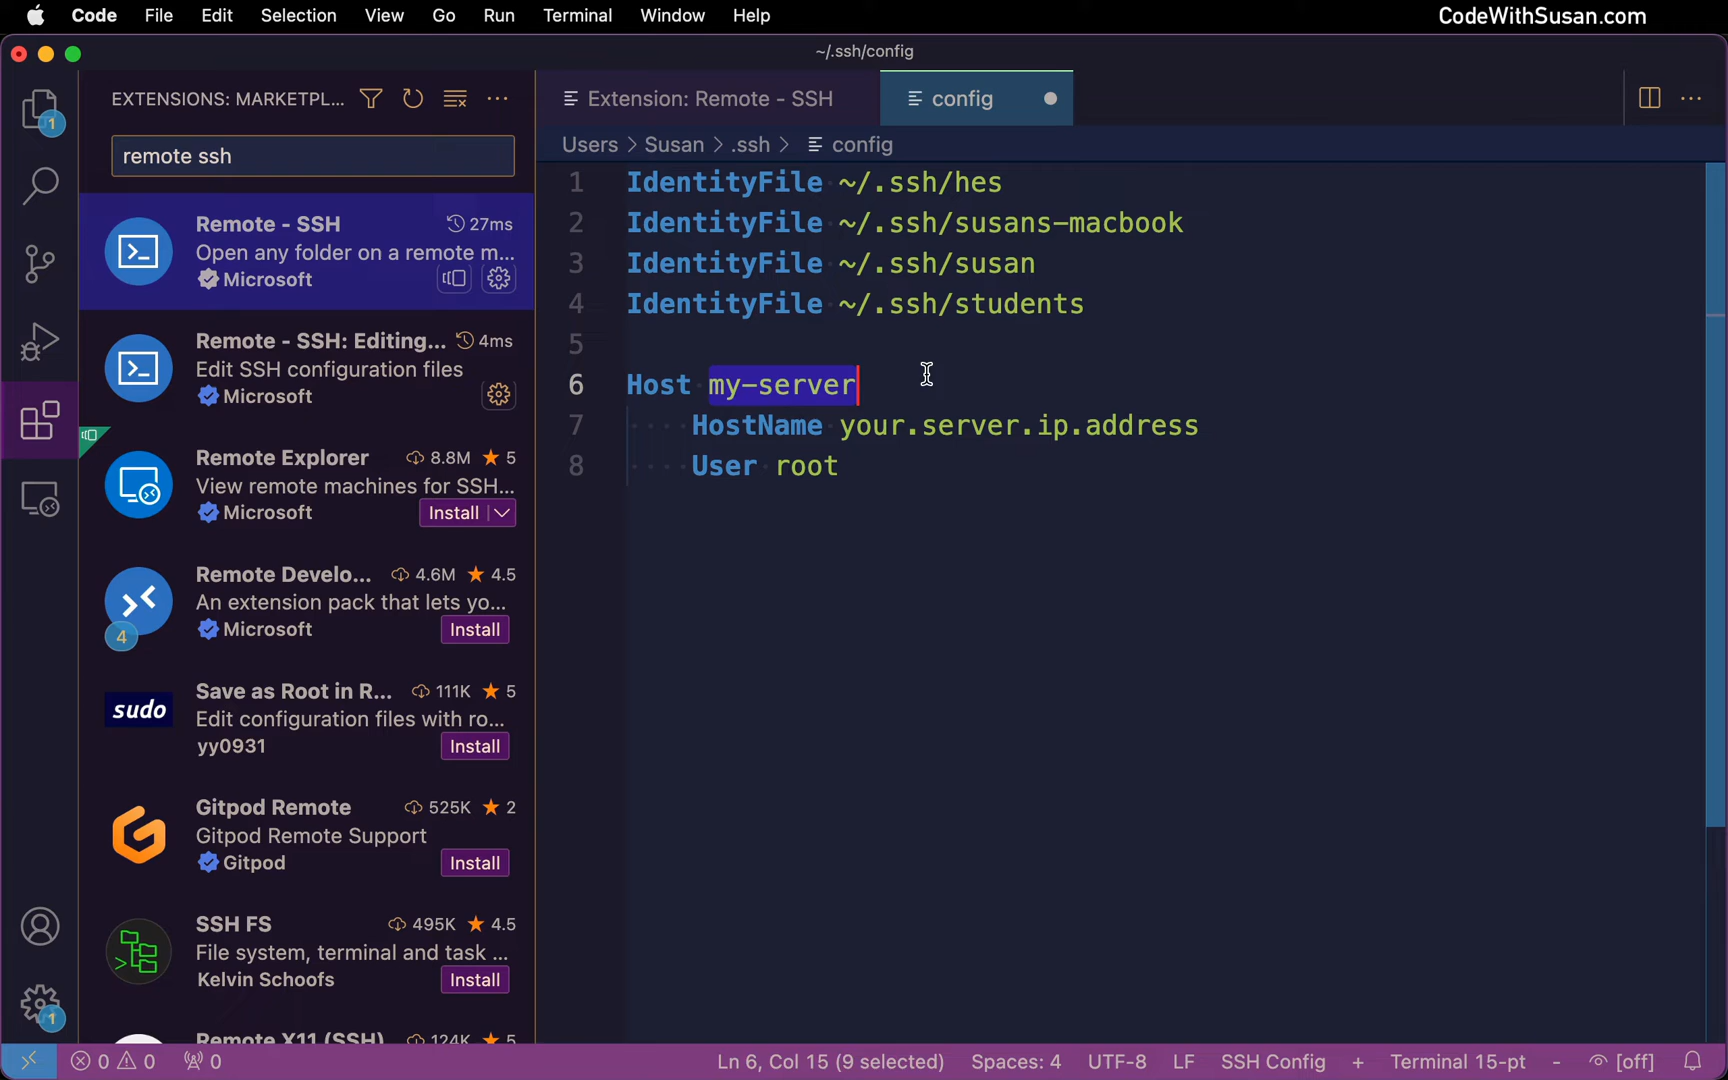 Code File Edit Selection View Go Run Terminal Window Help CodeWithSusan.com
~/.ssh/config
EXTENSIONS: MARKETPL...
remote ssh
Remote - SSH 27ms
Open any folder on a remote m...
Microsoft
Remote - SSH: Editing... 4ms
Edit SSH configuration files
Microsoft
Remote Explorer 8.8M 5
View remote machines for SSH...
Microsoft Install
Remote Develo... 4.6M 4.5
An extension pack that lets yo...
4 Microsoft Install
Save as Root in R... 111K 5
sudo Edit configuration files with ro...
yy0931 Install
Gitpod Remote 525K 2
Gitpod Remote Support
Gitpod Install
SSH FS 495K 4.5
File system, terminal and task ...
Kelvin Schoofs Install
Remote X11 (SSH) 124K 5
1
1
Extension: Remote - SSH config
Users > Susan > .ssh > config
1 IdentityFile ~/.ssh/hes
2 IdentityFile ~/.ssh/susans-macbook
3 IdentityFile ~/.ssh/susan
4 IdentityFile ~/.ssh/students
5
6 Host my-server
7 HostName your.server.ip.address
8 User root
0 0 0 Ln 6, Col 15 (9 selected) Spaces: 4 UTF-8 LF SSH Config + Terminal 15-pt - [off]